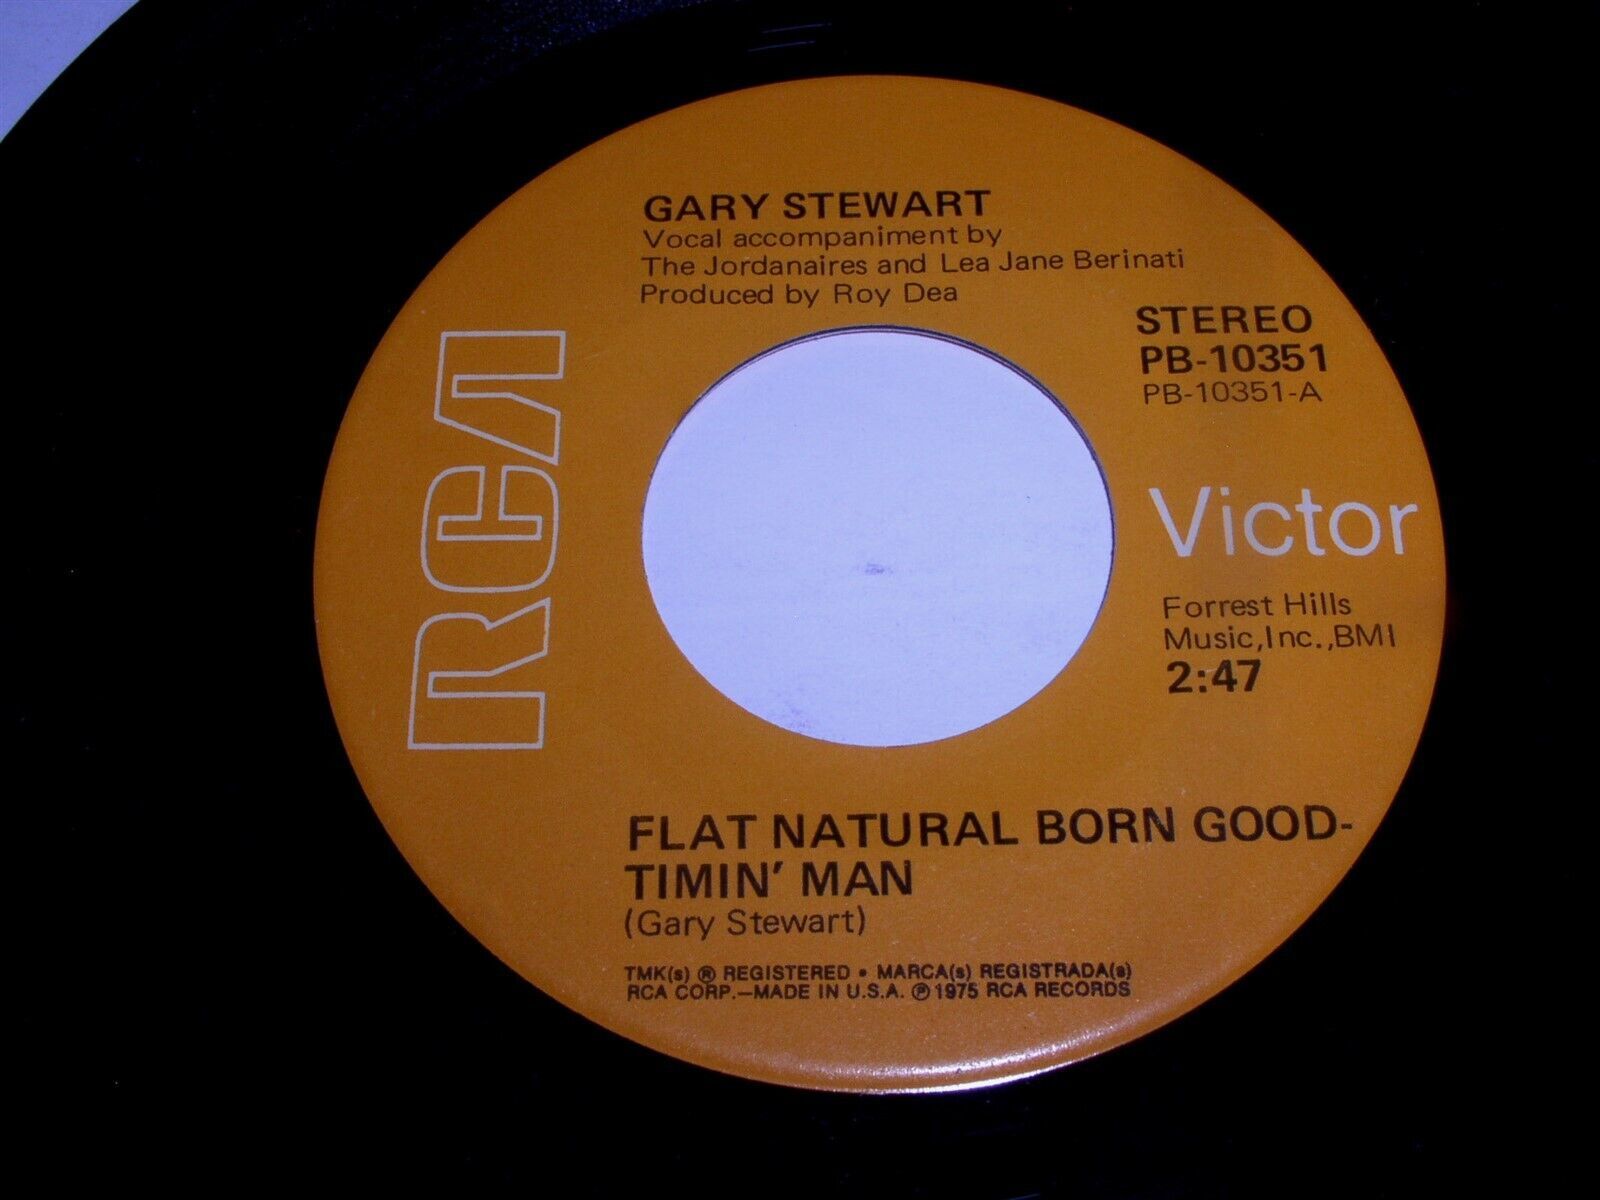 GARY STEWART
Vocal accompaniment by
The Jordanaires and Lea Jane Berinati
Produced by Roy Dea
STEREO
PB-10351
PB-10351-A
RCA
Victor
Forrest Hills
Music,Inc.,BMI
2:47
FLAT NATURAL BORN GOOD-
TIMIN' MAN
(Gary Stewart)
TMK(s) ® REGISTERED • MARCA(s) REGISTRADA(s)
RCA CORP.—MADE IN U.S.A. ℗ 1975 RCA RECORDS